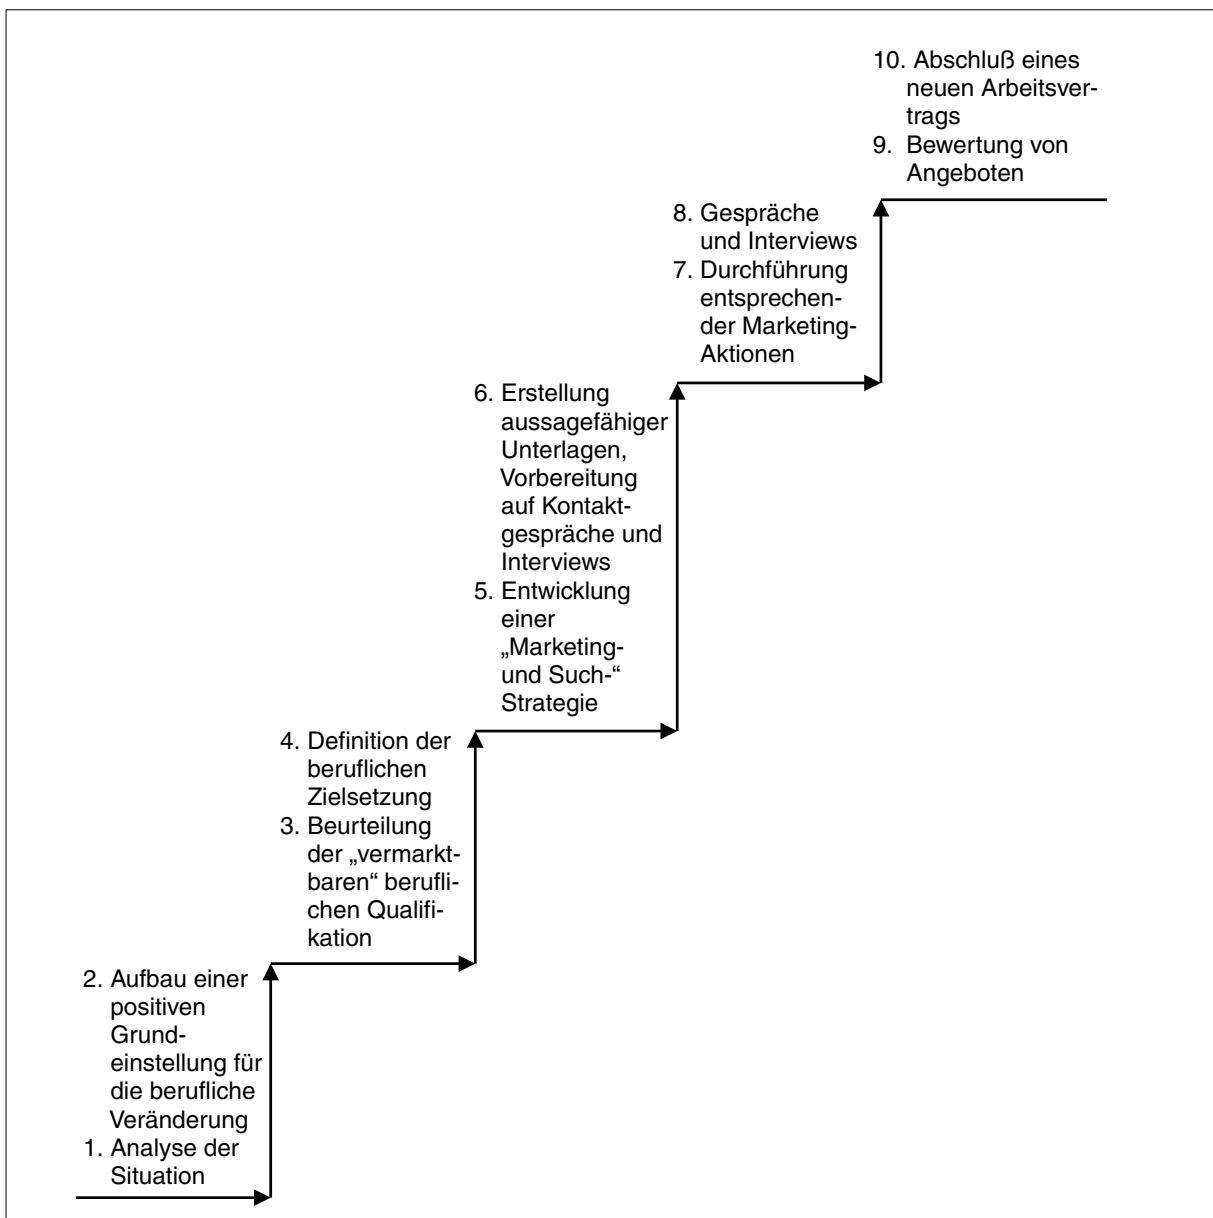 10. Abschluß eines
neuen Arbeitsver-
trags
9. Bewertung von
Angeboten
8. Gespräche
und Interviews
7. Durchführung
entsprechen-
der Marketing-
Aktionen
6. Erstellung
aussagefähiger
Unterlagen,
Vorbereitung
auf Kontakt-
gespräche und
Interviews
5. Entwicklung
einer
„Marketing-
und Such-“
Strategie
4. Definition der
beruflichen
Zielsetzung
3. Beurteilung
der „vermarkt-
baren“ berufli-
chen Qualifi-
kation
2. Aufbau einer
positiven
Grund-
einstellung für
die berufliche
Veränderung
1. Analyse der
Situation